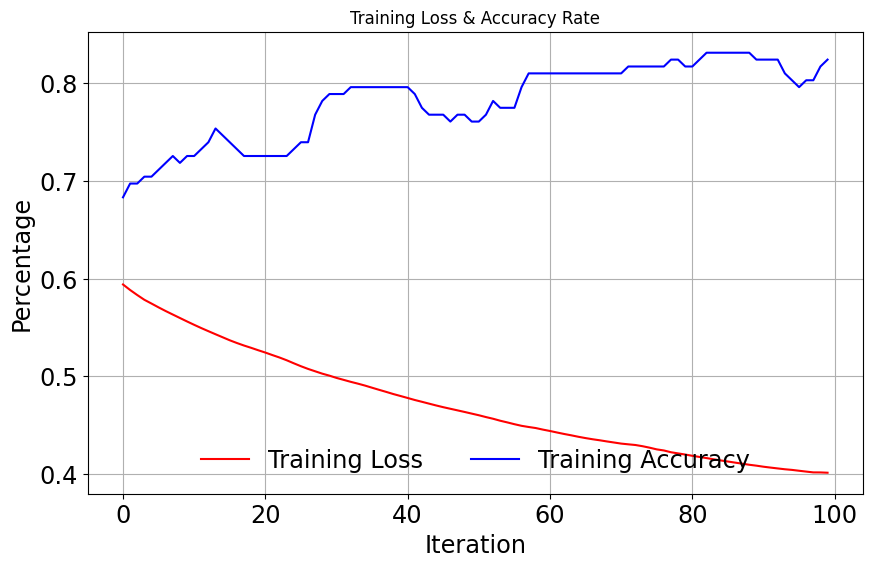 Training Loss & Accuracy Rate
Percentage
0.8
0.7
0.6
0.5
0.4
Training Loss
Training Accuracy
0 20 40 60 80 100
Iteration